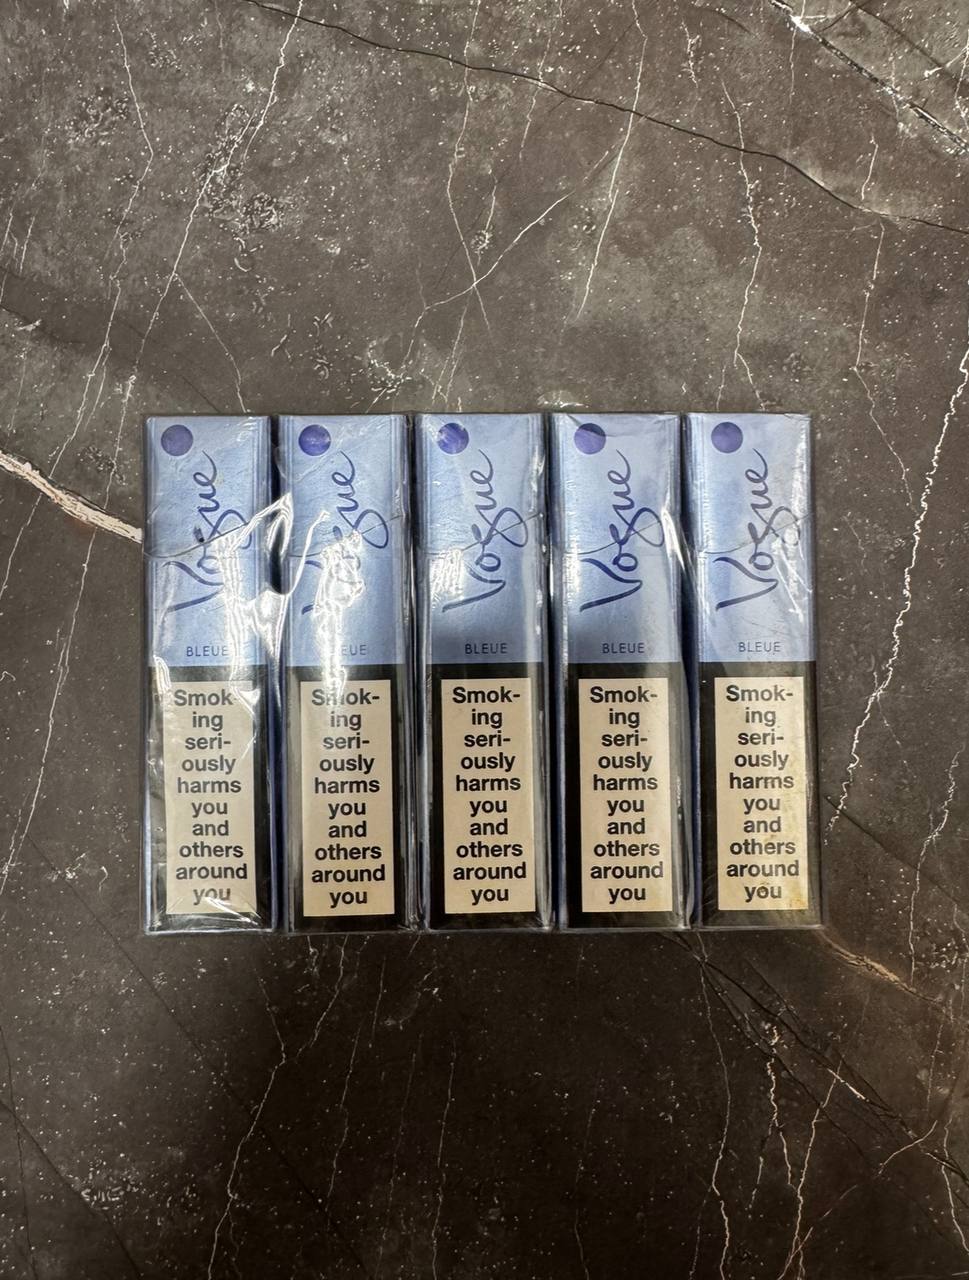 Vogue
BLEUE
Smok-
ing
seri-
ously
harms
you
and
others
around
you
Vogue
BLEUE
Smok-
ing
seri-
ously
harms
you
and
others
around
you
Vogue
BLEUE
Smok-
ing
seri-
ously
harms
you
and
others
around
you
Vogue
BLEUE
Smok-
ing
seri-
ously
harms
you
and
others
around
you
Vogue
BLEUE
Smok-
ing
seri-
ously
harms
you
and
others
around
you